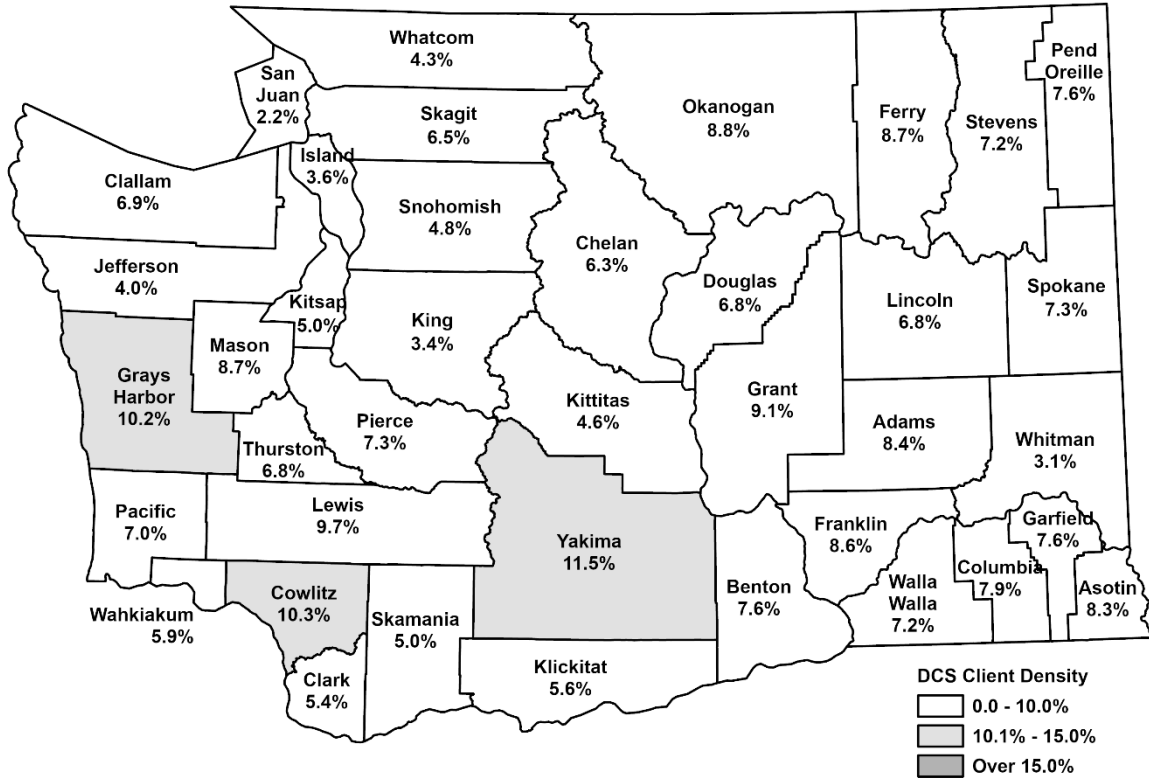 Whatcom
4.3%
San
Juan
2.2%
Skagit
6.5%
Okanogan
8.8%
Ferry
8.7%
Stevens
7.2%
Pend
Oreille
7.6%
Island
3.6%
Clallam
6.9%
Snohomish
4.8%
Chelan
6.3%
Jefferson
4.0%
Kitsap
5.0%
King
3.4%
Douglas
6.8%
Lincoln
6.8%
Spokane
7.3%
Mason
8.7%
Grays
Harbor
10.2%
Pierce
7.3%
Kittitas
4.6%
Grant
9.1%
Adams
8.4%
Whitman
3.1%
Thurston
6.8%
Pacific
7.0%
Lewis
9.7%
Yakima
11.5%
Franklin
8.6%
Garfield
7.6%
Wahkiakum
5.9%
Cowlitz
10.3%
Skamania
5.0%
Benton
7.6%
Walla
Walla
7.2%
Columbia
7.9%
Asotin
8.3%
Clark
5.4%
Klickitat
5.6%
DCS Client Density
0.0 - 10.0%
10.1% - 15.0%
Over 15.0%